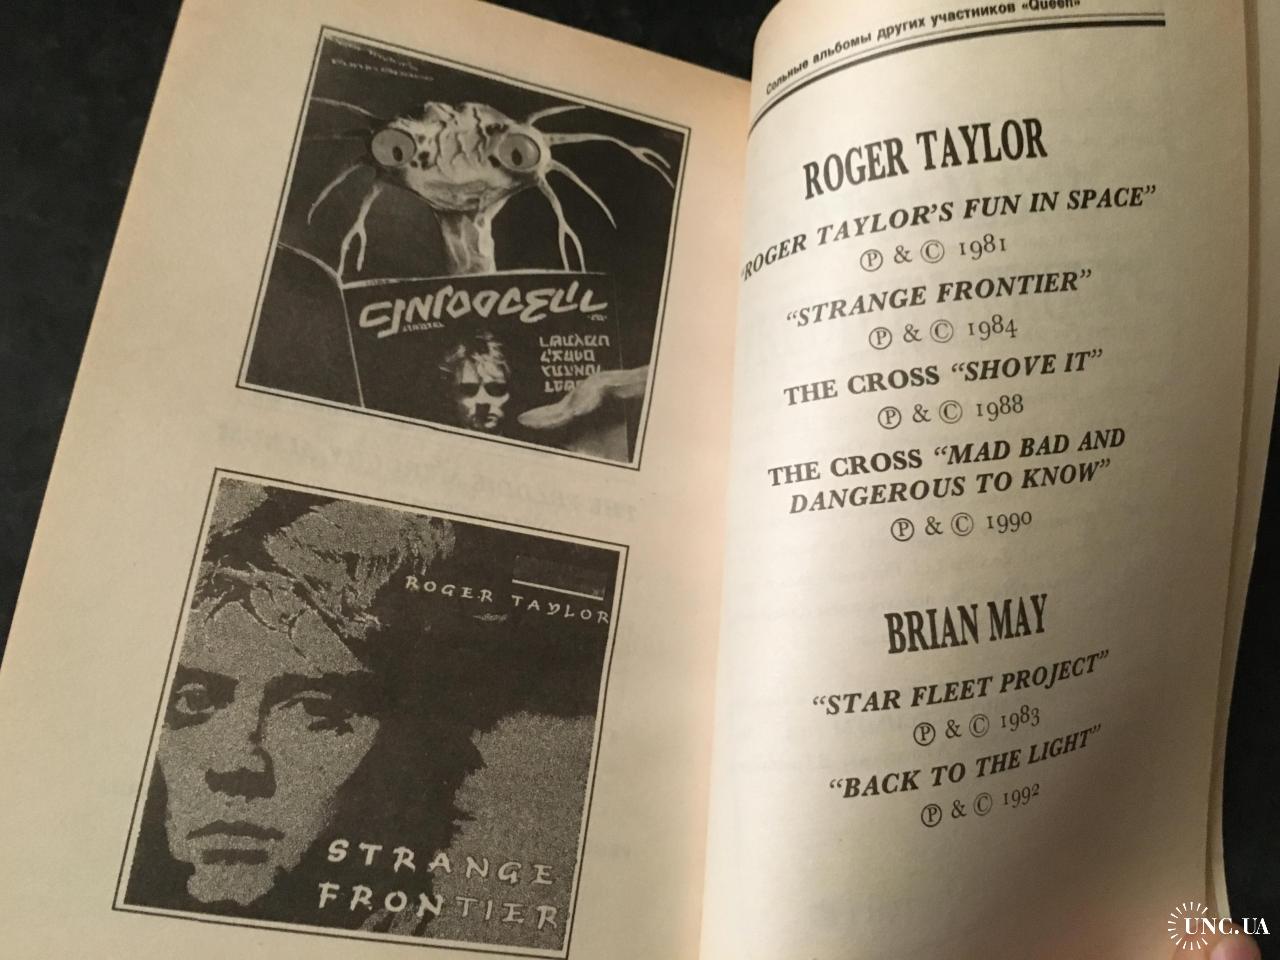 ROGER TAYLOR
STRANGE
FRONTIER
Сольные альбомы других участников «Queen»
ROGER TAYLOR
“ROGER TAYLOR’S FUN IN SPACE”
Ⓟ & © 1981
“STRANGE FRONTIER”
Ⓟ & © 1984
THE CROSS “SHOVE IT”
Ⓟ & © 1988
THE CROSS “MAD BAD AND
DANGEROUS TO KNOW”
Ⓟ & © 1990
BRIAN MAY
“STAR FLEET PROJECT”
Ⓟ & © 1983
“BACK TO THE LIGHT”
Ⓟ & © 1992
UNC.UA